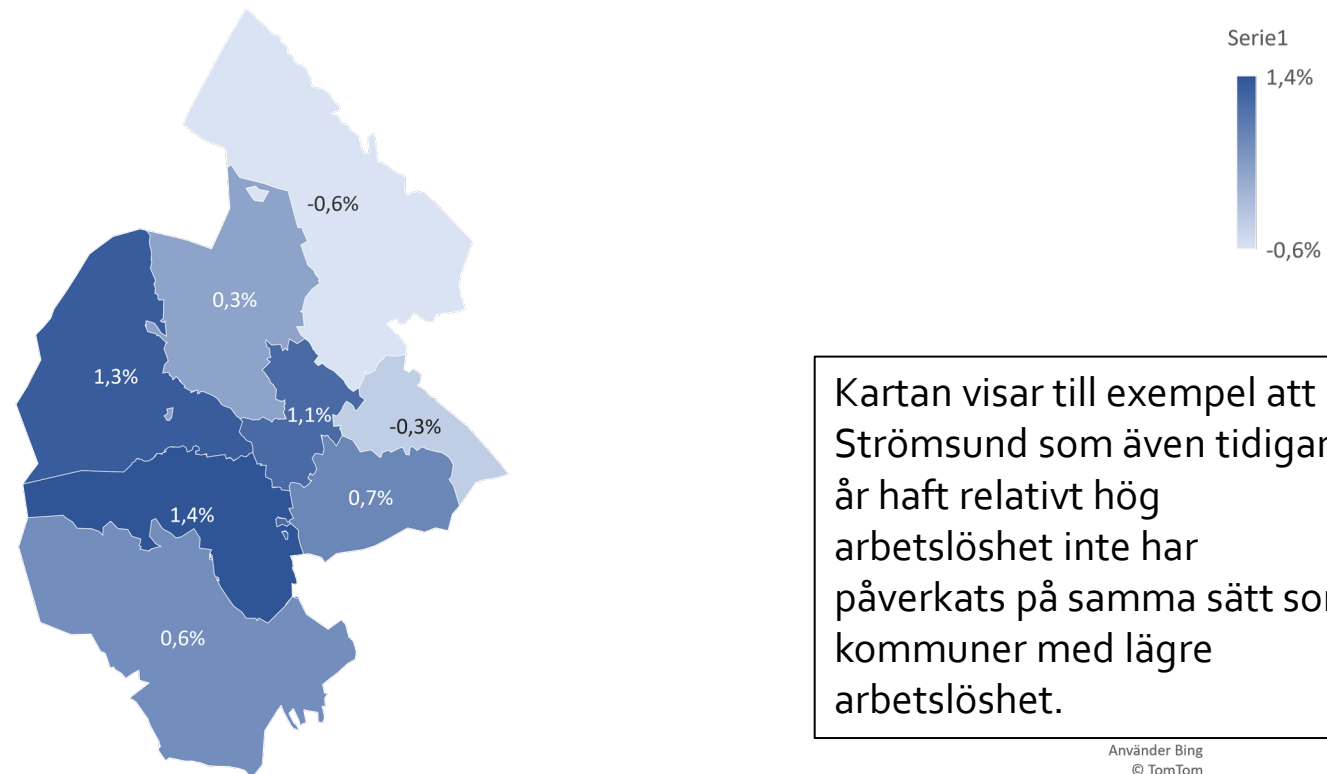 Serie1
1,4%
-0,6%
-0,6%
0,3%
1,3%
1,1%
-0,3%
0,7%
1,4%
0,6%
Kartan visar till exempel att
Strömsund som även tidigar
år haft relativt hög
arbetslöshet inte har
påverkats på samma sätt so
kommuner med lägre
arbetslöshet.
Använder Bing
© TomTom